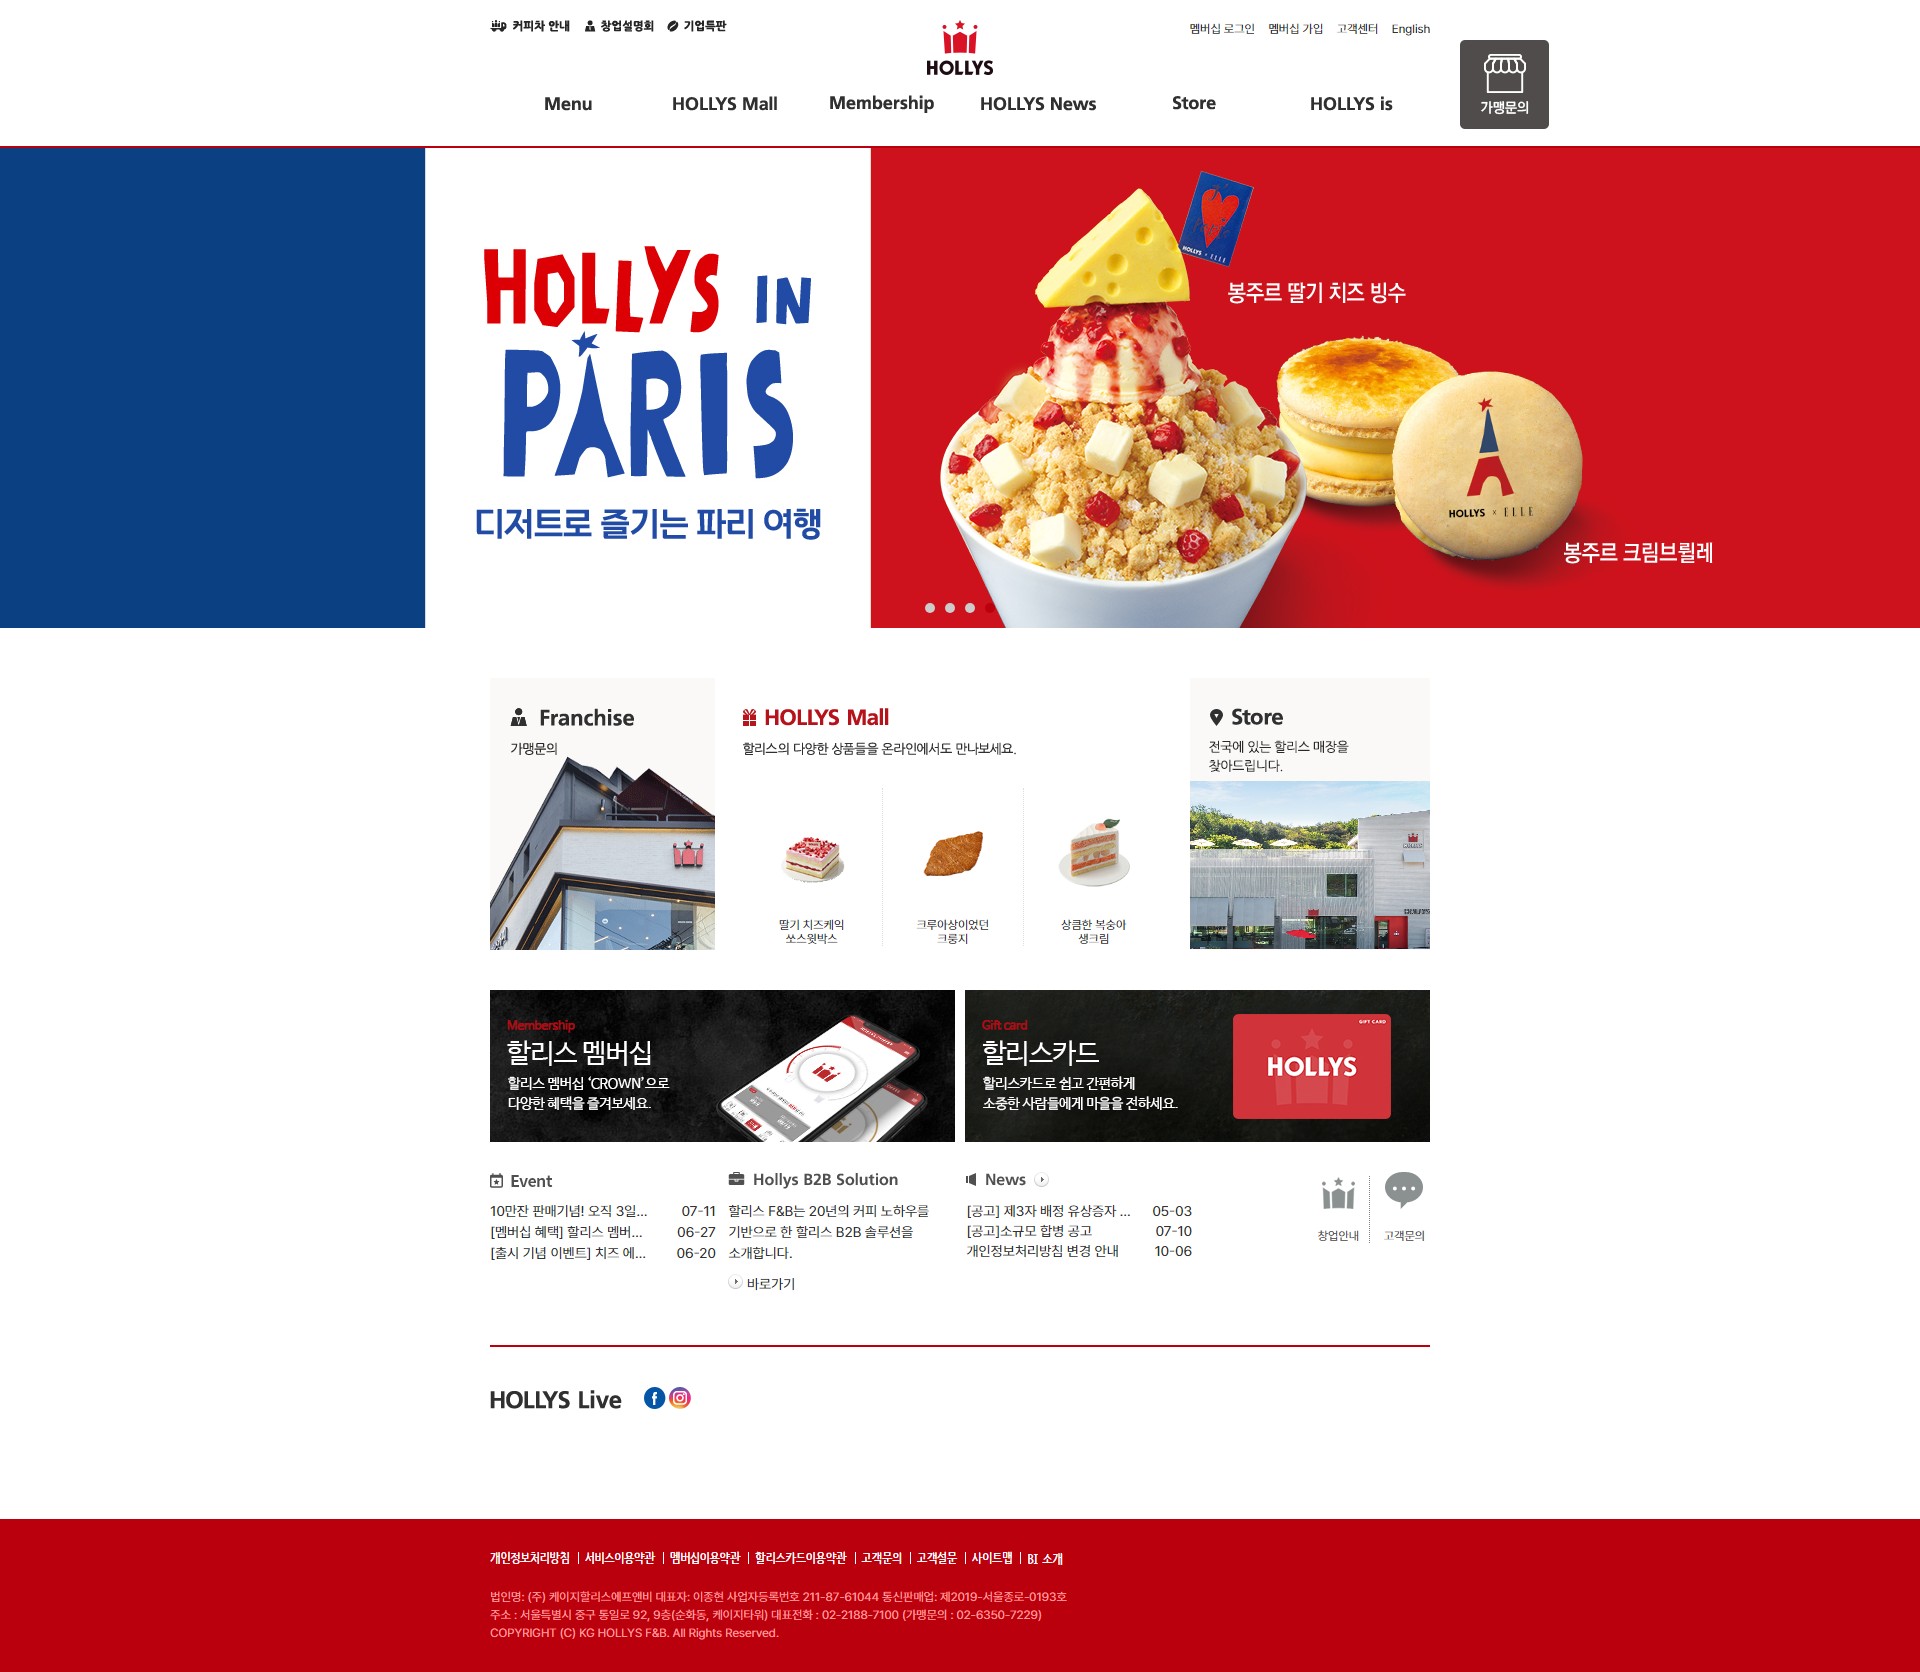 커피차 안내 창업설명회 기업특판
멤버십 로그인 멤버십 가입 고객센터 English
HOLLYS
가맹문의
Menu HOLLYS Mall Membership HOLLYS News Store HOLLYS is
HOLLYS IN
PARIS
디저트로 즐기는 파리 여행
HOLLYS × ELLE
봉주르 딸기 치즈 빙수
HOLLYS × ELLE
봉주르 크림브륄레
Franchise
가맹문의
HOLLYS Mall
할리스의 다양한 상품들을 온라인에서도 만나보세요.
딸기 치즈케익
쏘스윗박스
크루아상이었던
크룽지
상큼한 복숭아
생크림
Store
전국에 있는 할리스 매장을
찾아드립니다.
HOLLYS
Membership
할리스 멤버십
할리스 멤버십 ‘CROWN’으로
다양한 혜택을 즐겨보세요.
Gift card
할리스카드
할리스카드로 쉽고 간편하게
소중한 사람들에게 마음을 전하세요.
GIFT CARD
HOLLYS
Event
10만잔 판매기념! 오직 3일... 07-11
[멤버십 혜택] 할리스 멤버... 06-27
[출시 기념 이벤트] 치즈 에... 06-20
Hollys B2B Solution
할리스 F&B는 20년의 커피 노하우를
기반으로 한 할리스 B2B 솔루션을
소개합니다.
바로가기
News
[공고] 제3자 배정 유상증자 ... 05-03
[공고]소규모 합병 공고 07-10
개인정보처리방침 변경 안내 10-06
창업안내
고객문의
HOLLYS Live
개인정보처리방침 서비스이용약관 멤버십이용약관 할리스카드이용약관 고객문의 고객설문 사이트맵 BI 소개
법인명: (주) 케이지할리스에프앤비 대표자: 이종현 사업자등록번호 211-87-61044 통신판매업: 제2019-서울종로-0193호
주소 : 서울특별시 중구 통일로 92, 9층(순화동, 케이지타워) 대표전화 : 02-2188-7100 (가맹문의 : 02-6350-7229)
COPYRIGHT (C) KG HOLLYS F&B. All Rights Reserved.